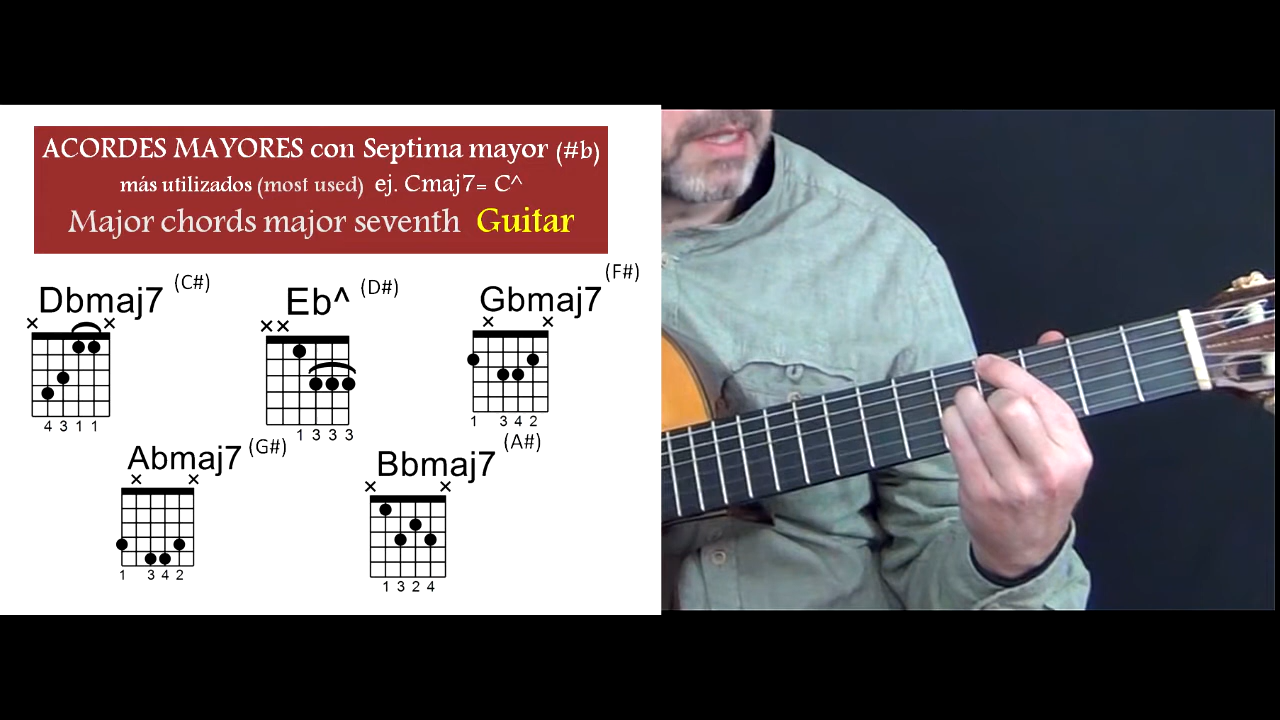 ACORDES MAYORES con Septima mayor (#b)
más utilizados (most used) ej. Cmaj7= C^
Major chords major seventh Guitar
Dbmaj7 (C#)
x x
4 3 1 1
Eb^ (D#)
x x
1 3 3 3
Gbmaj7 (F#)
x x
1 3 4 2
Abmaj7 (G#)
x x
1 3 4 2
Bbmaj7 (A#)
x x
1 3 2 4